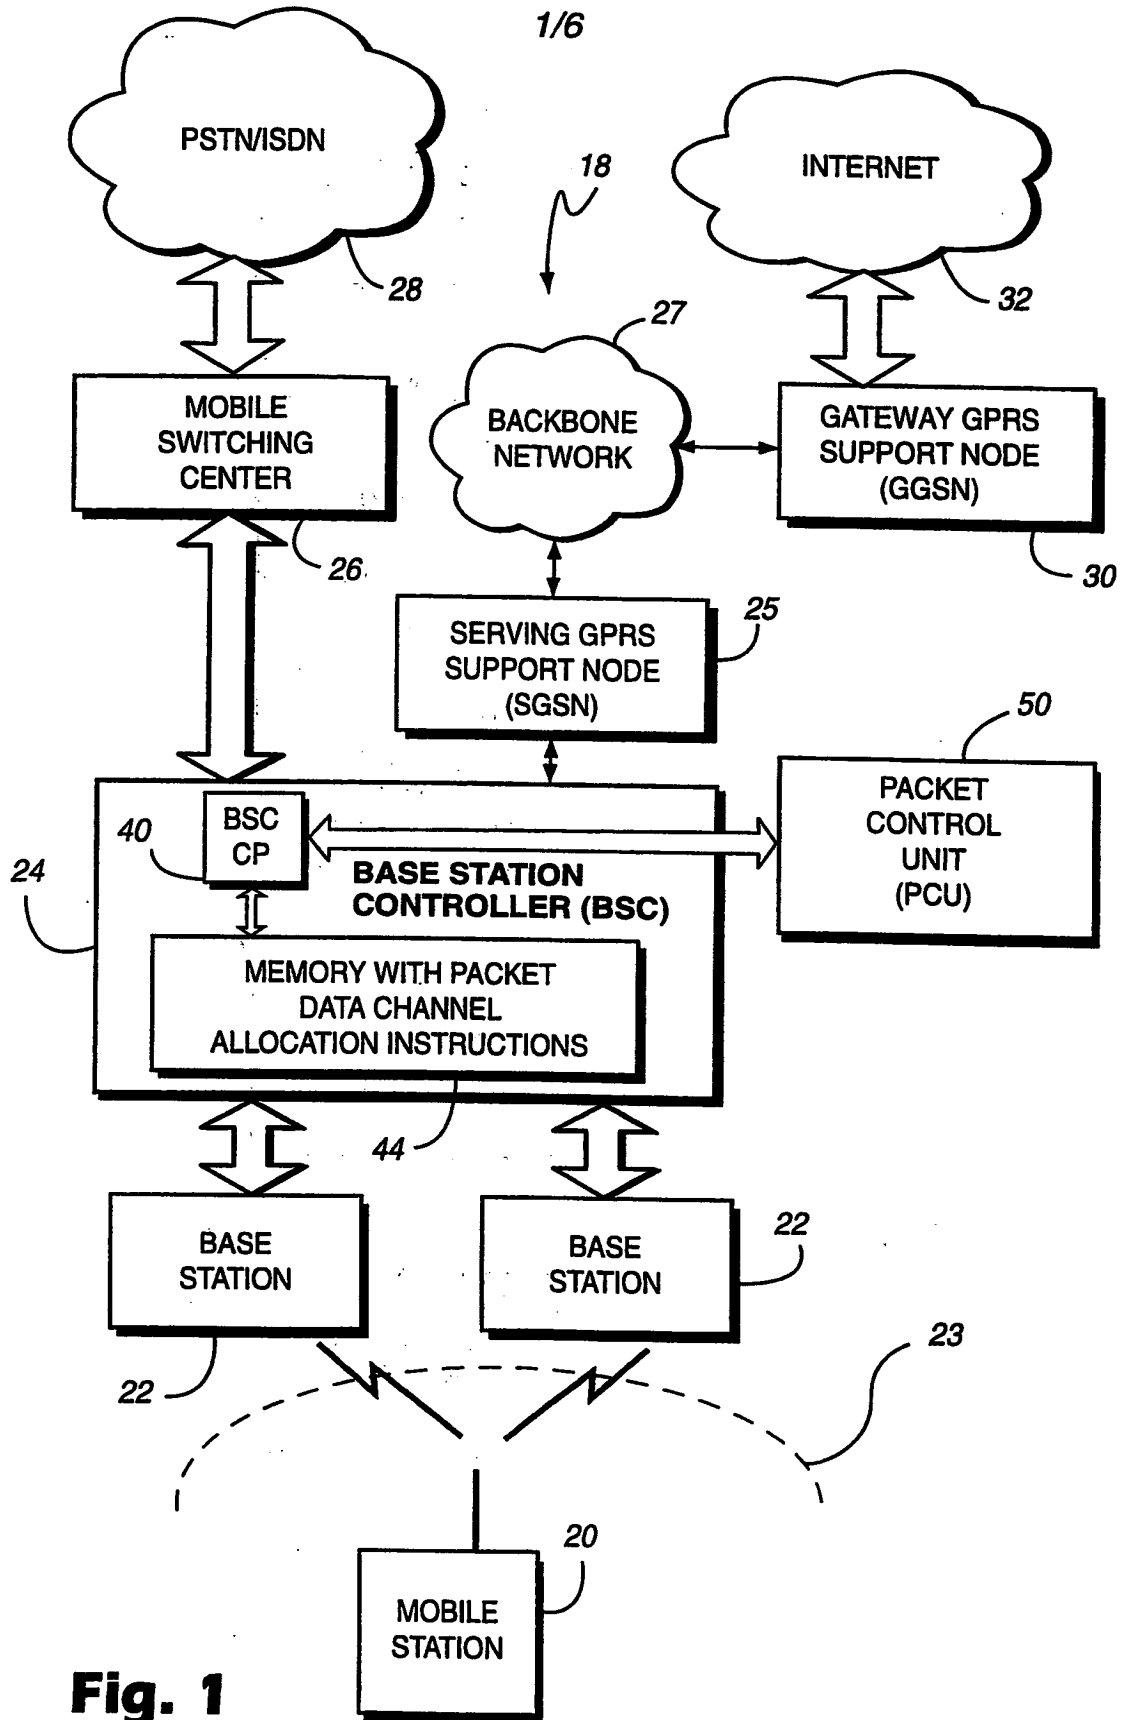 1/6
PSTN/ISDN
INTERNET
18
28
32
27
MOBILE
SWITCHING
CENTER
BACKBONE
NETWORK
GATEWAY GPRS
SUPPORT NODE
(GGSN)
26
30
SERVING GPRS
SUPPORT NODE
(SGSN)
25
50
BSC
CP
40
PACKET
CONTROL
UNIT
(PCU)
24
BASE STATION
CONTROLLER (BSC)
MEMORY WITH PACKET
DATA CHANNEL
ALLOCATION INSTRUCTIONS
44
BASE
STATION
BASE
STATION
22
22
23
20
MOBILE
STATION
Fig. 1